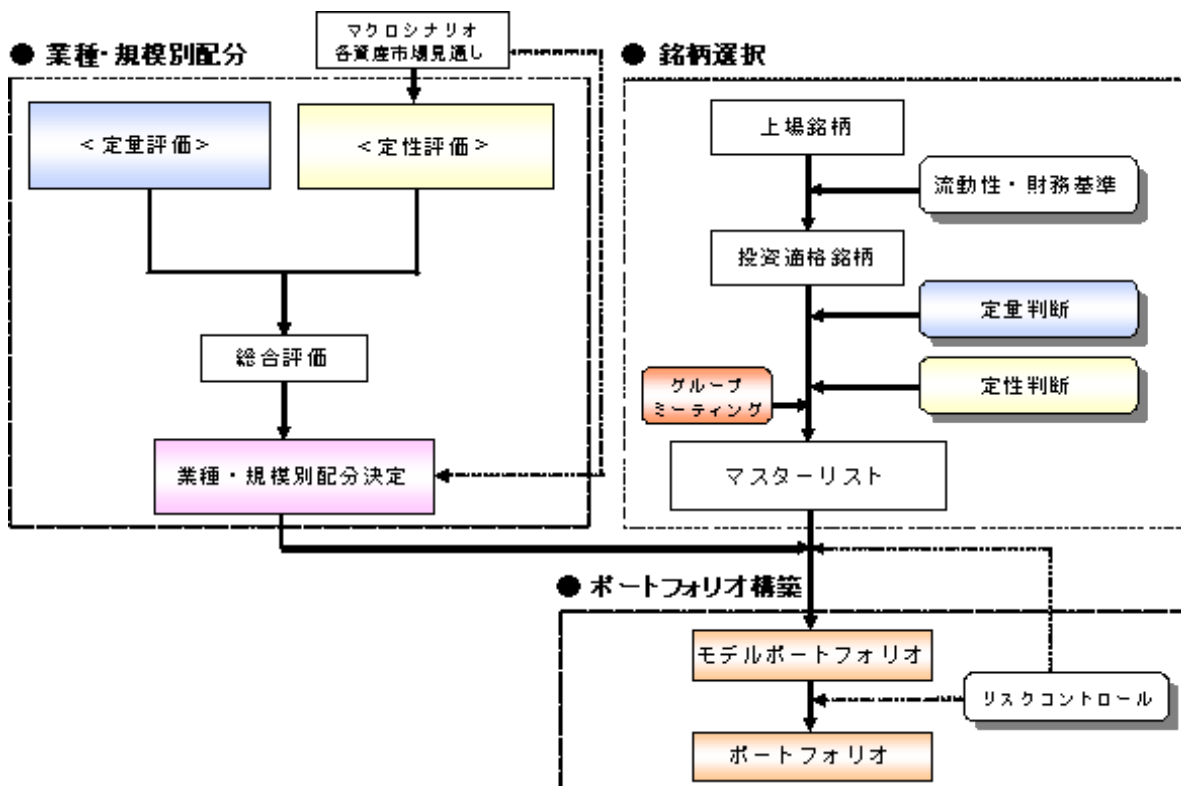 ● 業種・規模別配分
マクロシナリオ
各資産市場見通し
<定量評価>
<定性評価>
総合評価
業種・規模別配分決定
● 銘柄選択
上場銘柄
流動性・財務基準
投資適格銘柄
定量判断
定性判断
グループ
ミーティング
マスターリスト
● ポートフォリオ構築
モデルポートフォリオ
リスクコントロール
ポートフォリオ